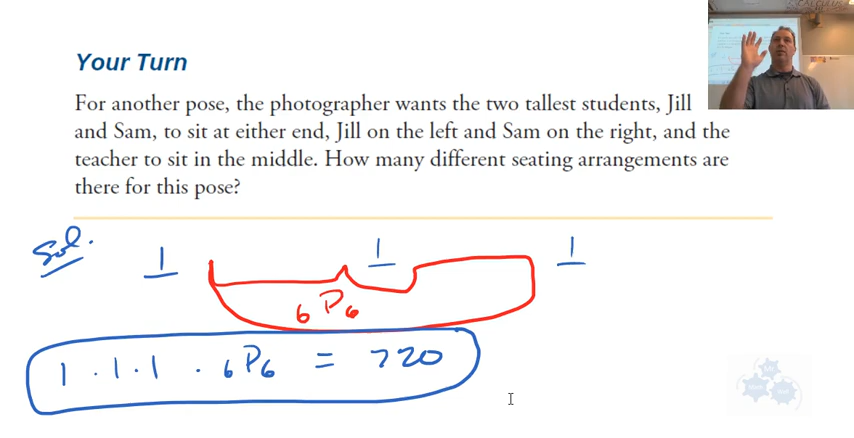 Your Turn
For another pose, the photographer wants the two tallest students, Jill
and Sam, to sit at either end, Jill on the left and Sam on the right, and the
teacher to sit in the middle. How many different seating arrangements are
there for this pose?
Sol. 1 1 1
6P6
1 · 1 · 1 · 6P6 = 720